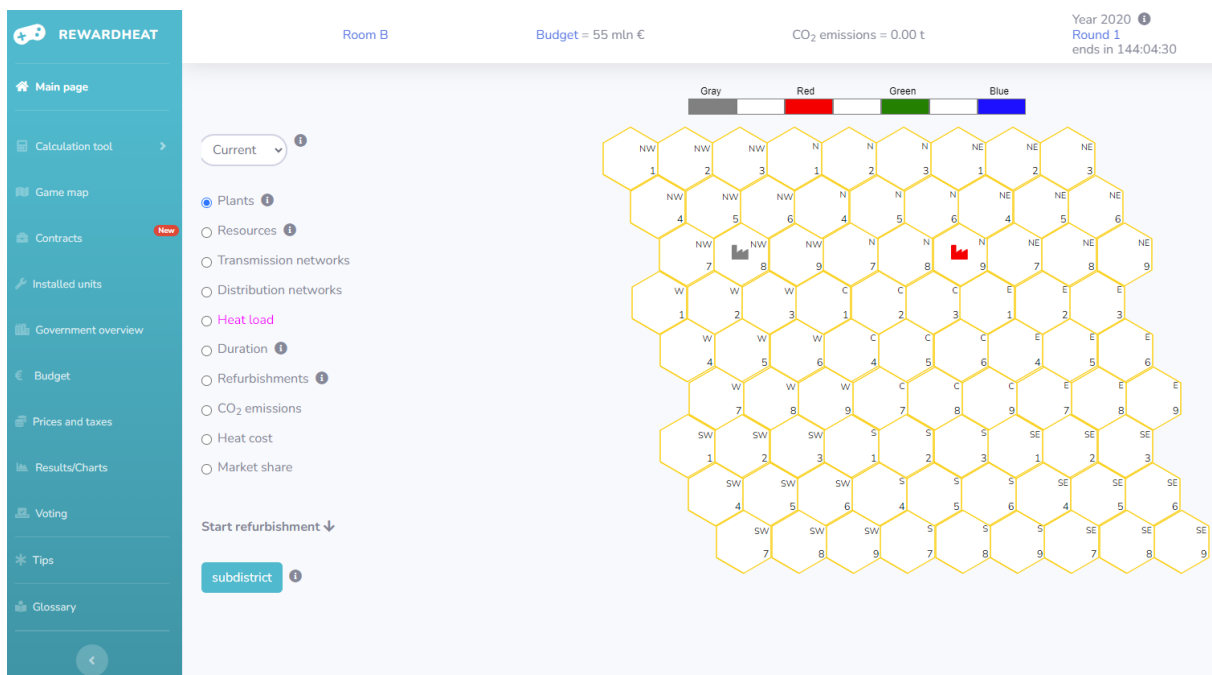 REWARDHEAT
Room B
Budget = 55 mln €
CO2 emissions = 0.00 t
Year 2020
Round 1
ends in 144:04:30
Main page
Calculation tool
Game map
Contracts
New
Installed units
Government overview
€ Budget
Prices and taxes
Results/Charts
Voting
Tips
Glossary
Current
Plants
Resources
Transmission networks
Distribution networks
Heat load
Duration
Refurbishments
CO2 emissions
Heat cost
Market share
Start refurbishment
subdistrict
Gray Red Green Blue
NW NW NW N N N NE NE NE
1 2 3 1 2 3 1 2 3
NW NW NW N N N NE NE NE
4 5 6 4 5 6 4 5 6
NW NW NW N N N NE NE NE
7 8 9 7 8 9 7 8 9
W W W C C C E E E
1 2 3 1 2 3 1 2 3
W W W C C C E E E
4 5 6 4 5 6 4 5 6
W W W C C C E E E
7 8 9 7 8 9 7 8 9
SW SW SW S S S SE SE SE
1 2 3 1 2 3 1 2 3
SW SW SW S S S SE SE SE
4 5 6 4 5 6 4 5 6
SW SW SW S S S SE SE SE
7 8 9 7 8 9 7 8 9